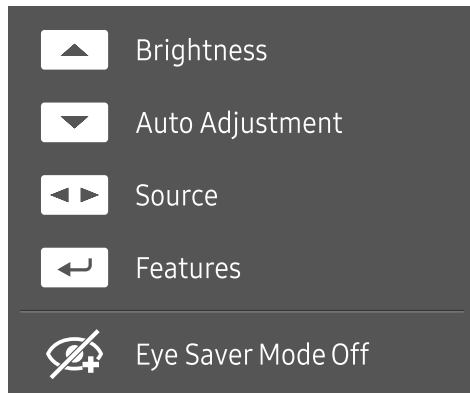 Brightness
Auto Adjustment
Source
Features
Eye Saver Mode Off